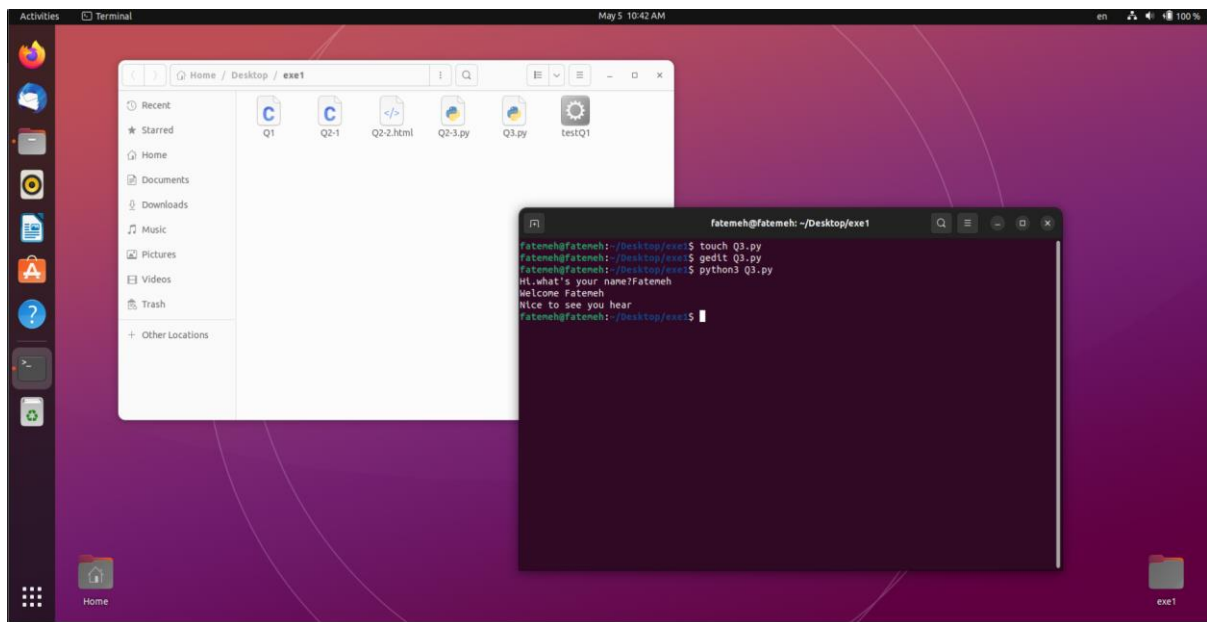 Activities Terminal May 5 10:42 AM en 100 %
Home / Desktop / exe1
Recent
Starred
Home
Documents
Downloads
Music
Pictures
Videos
Trash
+ Other Locations
C C </>
Q1 Q2-1 Q2-2.html Q2-3.py Q3.py testQ1
fatemeh@fatemeh: ~/Desktop/exe1
fatemeh@fatemeh:~/Desktop/exe1$ touch Q3.py
fatemeh@fatemeh:~/Desktop/exe1$ gedit Q3.py
fatemeh@fatemeh:~/Desktop/exe1$ python3 Q3.py
Hi.what's your name?Fatemeh
Welcome Fatemeh
Nice to see you hear
fatemeh@fatemeh:~/Desktop/exe1$
Home
exe1